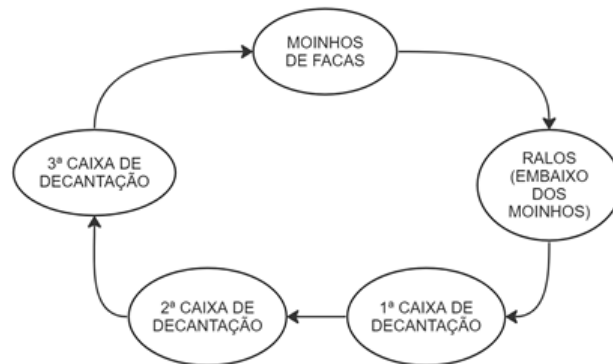 MOINHOS
DE FACAS
RALOS
(EMBAIXO
DOS
MOINHOS)
1ª CAIXA DE
DECANTAÇÃO
2ª CAIXA DE
DECANTAÇÃO
3ª CAIXA DE
DECANTAÇÃO